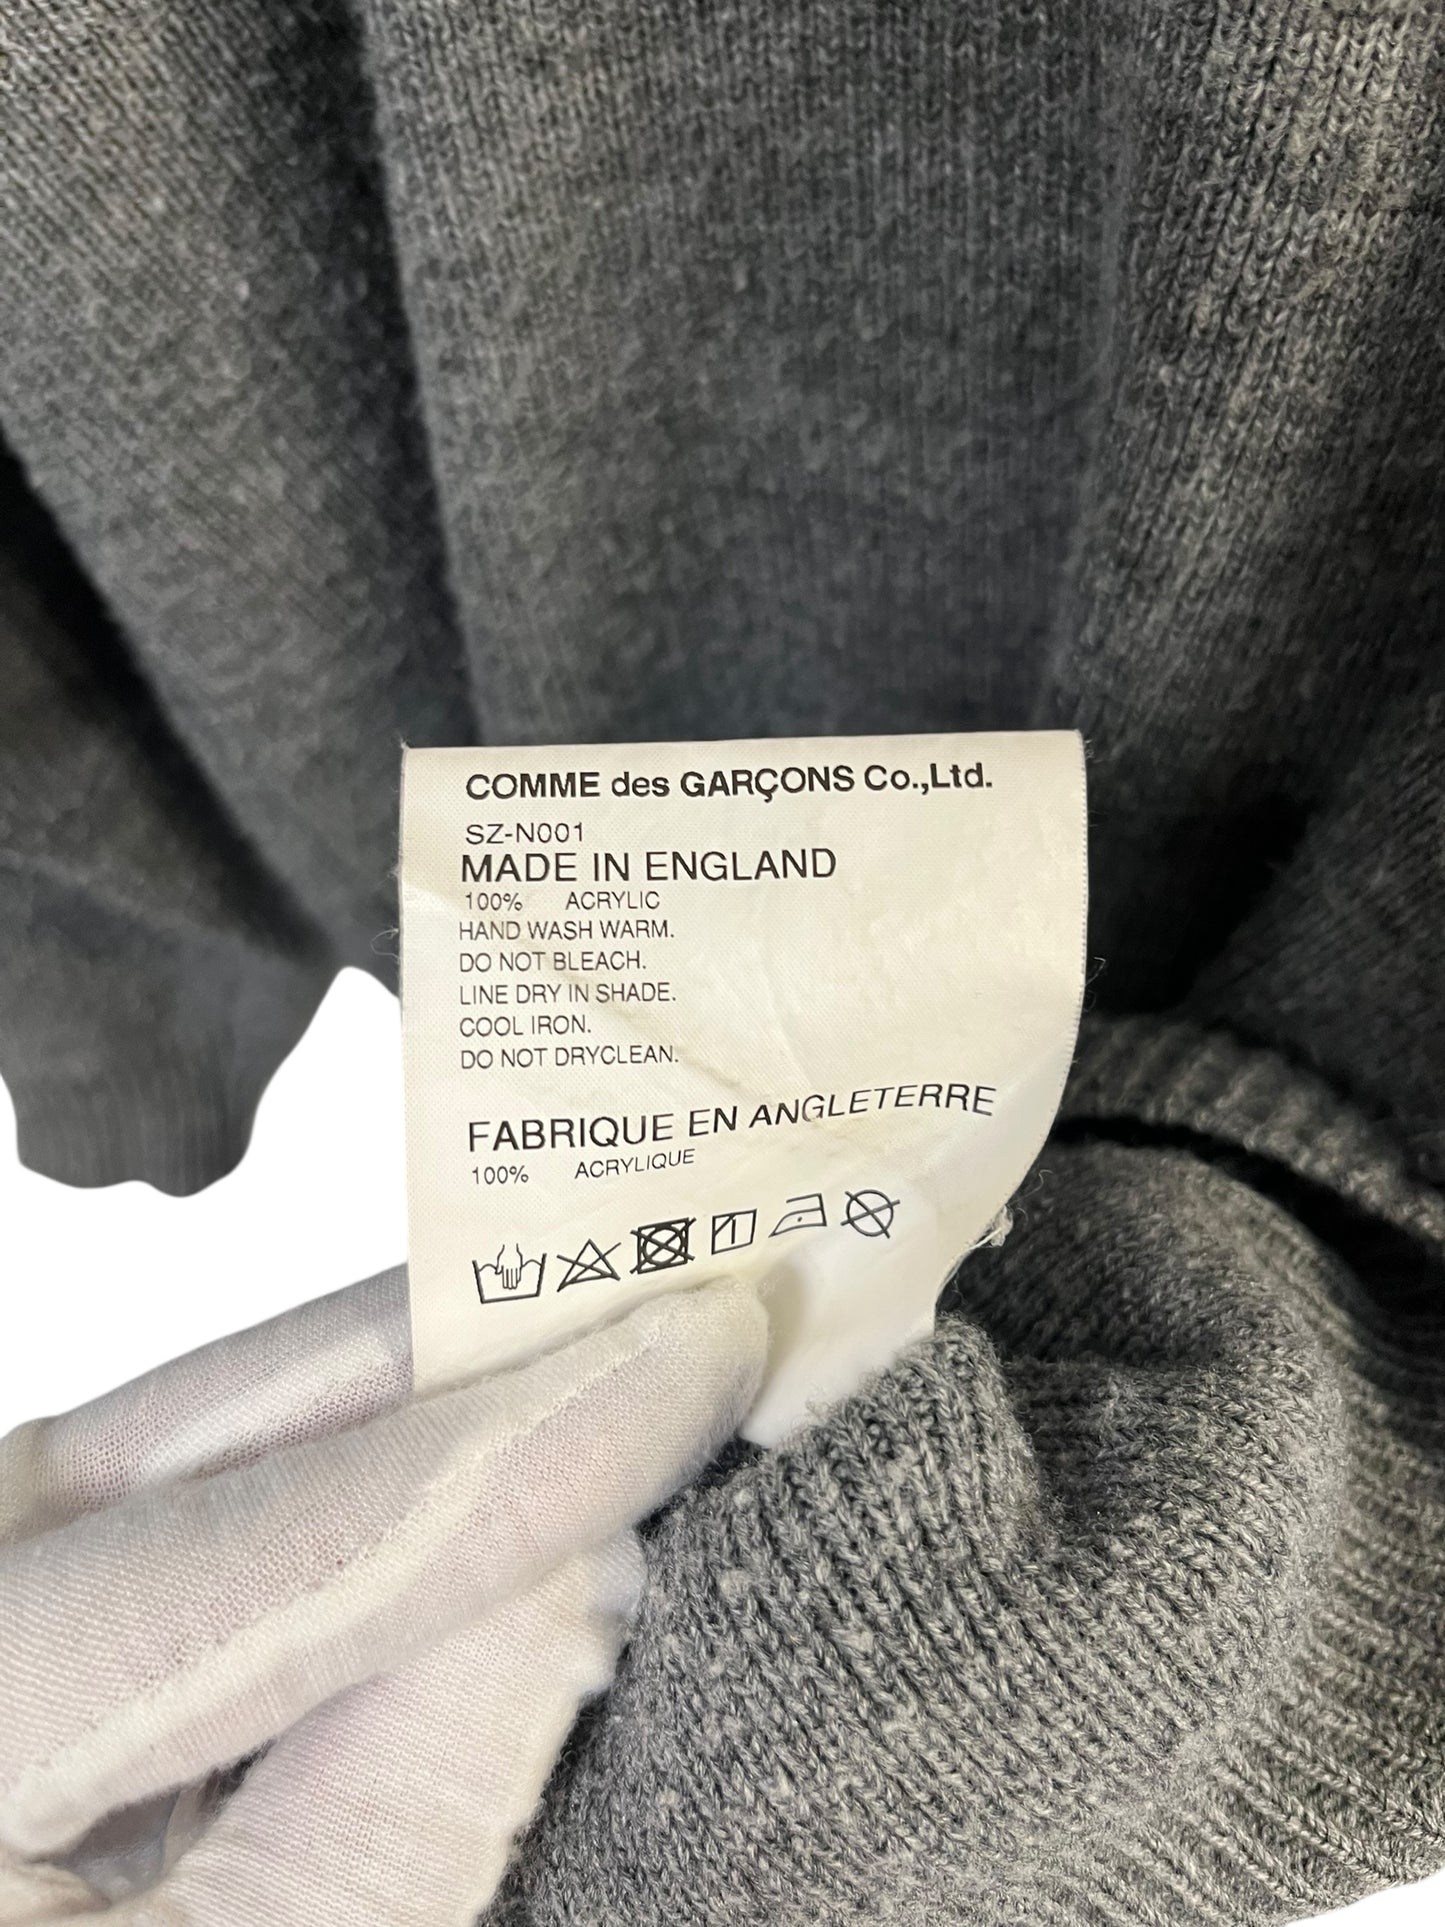 COMME des GARÇONS Co.,Ltd.
SZ-N001
MADE IN ENGLAND
100% ACRYLIC
HAND WASH WARM.
DO NOT BLEACH.
LINE DRY IN SHADE.
COOL IRON.
DO NOT DRYCLEAN.
FABRIQUE EN ANGLETERRE
100% ACRYLIQUE